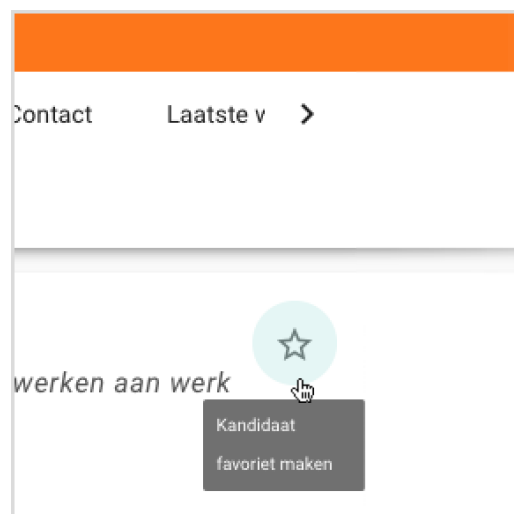 Contact
Laatste
werken aan werk
Kandidaat
favoriet maken